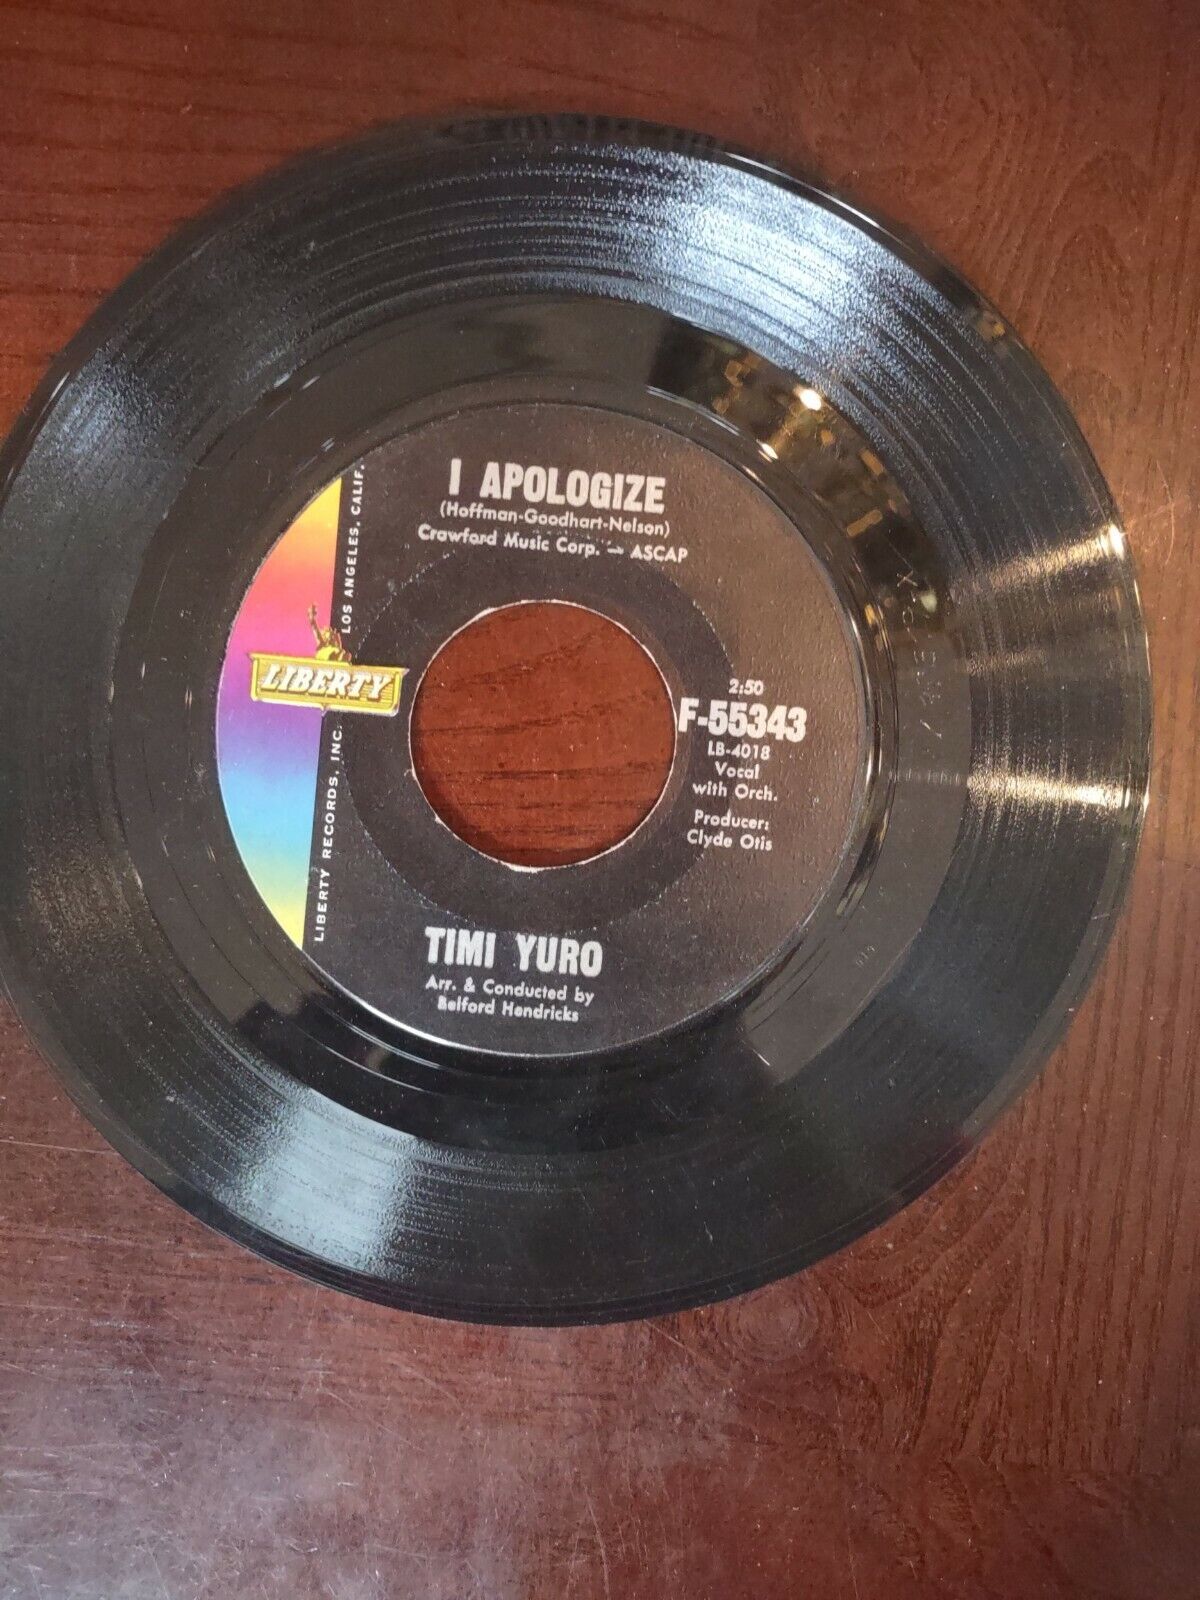 I APOLOGIZE
(Hoffman-Goodhart-Nelson)
Crawford Music Corp. — ASCAP
LIBERTY
LIBERTY RECORDS, INC. LOS ANGELES, CALIF.
2:50
F-55343
LB-4018
Vocal
with Orch.
Producer:
Clyde Otis
TIMI YURO
Arr. & Conducted by
Belford Hendricks